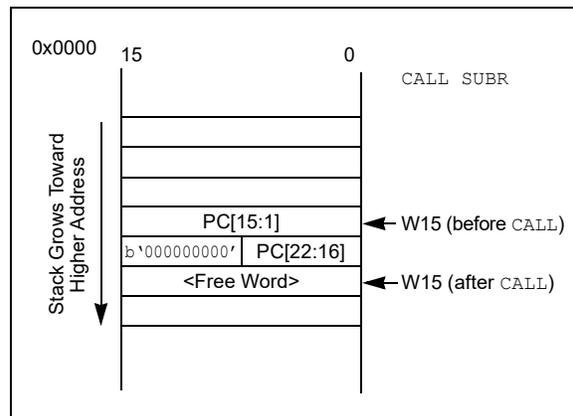 0x0000
15 0
CALL SUBR
Stack Grows Toward
Higher Address
PC[15:1]
W15 (before CALL)
b‘000000000’ PC[22:16]
<Free Word>
W15 (after CALL)